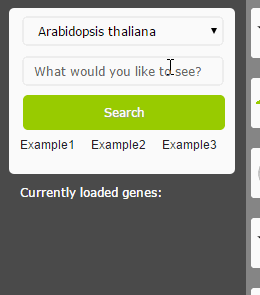 Arabidopsis thaliana
What would you like to see?
Search
Example1 Example2 Example3
Currently loaded genes: